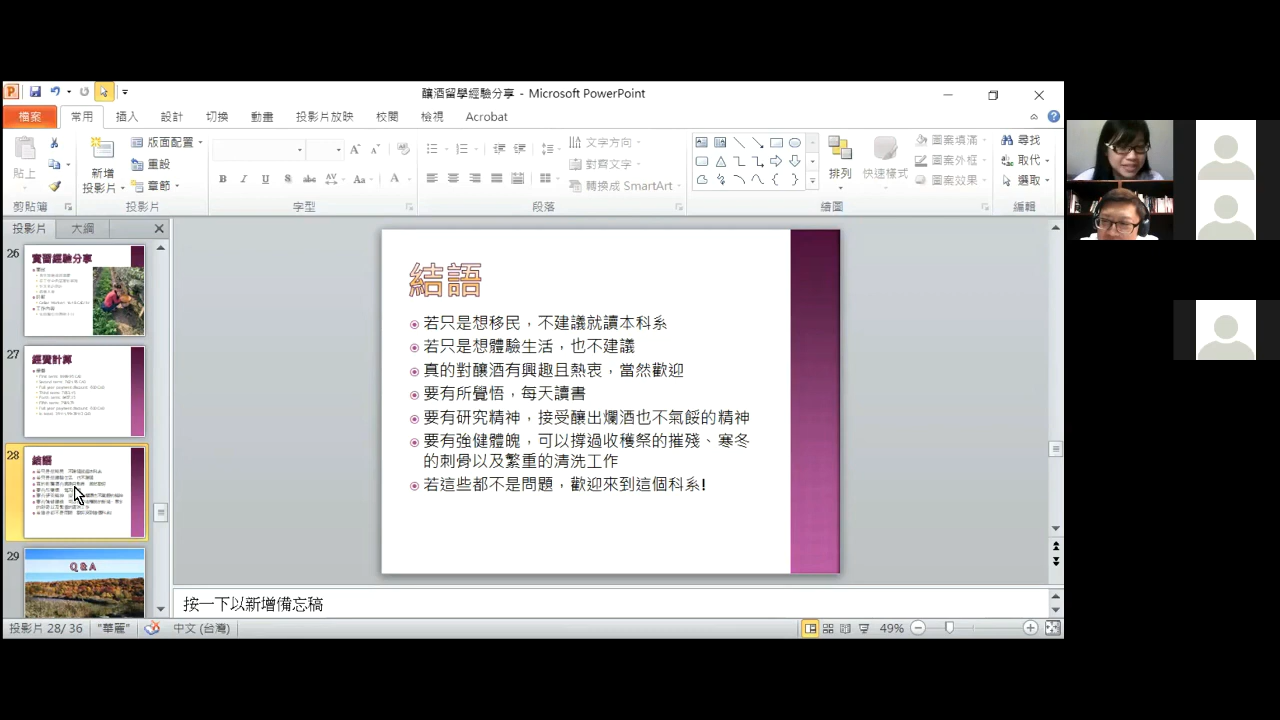 釀酒留學經驗分享 - Microsoft PowerPoint
檔案 常用 插入 設計 切換 動畫 投影片放映 校閱 檢視 Acrobat
貼上
新增
投影片
版面配置
重設
章節
文字方向
對齊文字
轉換成 SmartArt
排列
快速樣式
圖案填滿
圖案外框
圖案效果
尋找
取代
選取
剪貼簿 投影片 字型 段落 繪圖 編輯
投影片 大綱
26
實習經驗分享
27
經費計算
28
結語
29
Q & A
結語
若只是想移民，不建議就讀本科系
若只是想體驗生活，也不建議
真的對釀酒有興趣且熱衷，當然歡迎
要有所醒悟，每天讀書
要有研究精神，接受釀出爛酒也不氣餒的精神
要有強健體魄，可以撐過收穫祭的摧殘、寒冬
的刺骨以及繁重的清洗工作
若這些都不是問題，歡迎來到這個科系!
按一下以新增備忘稿
投影片 28/ 36 "華麗" 中文 (台灣) 49%